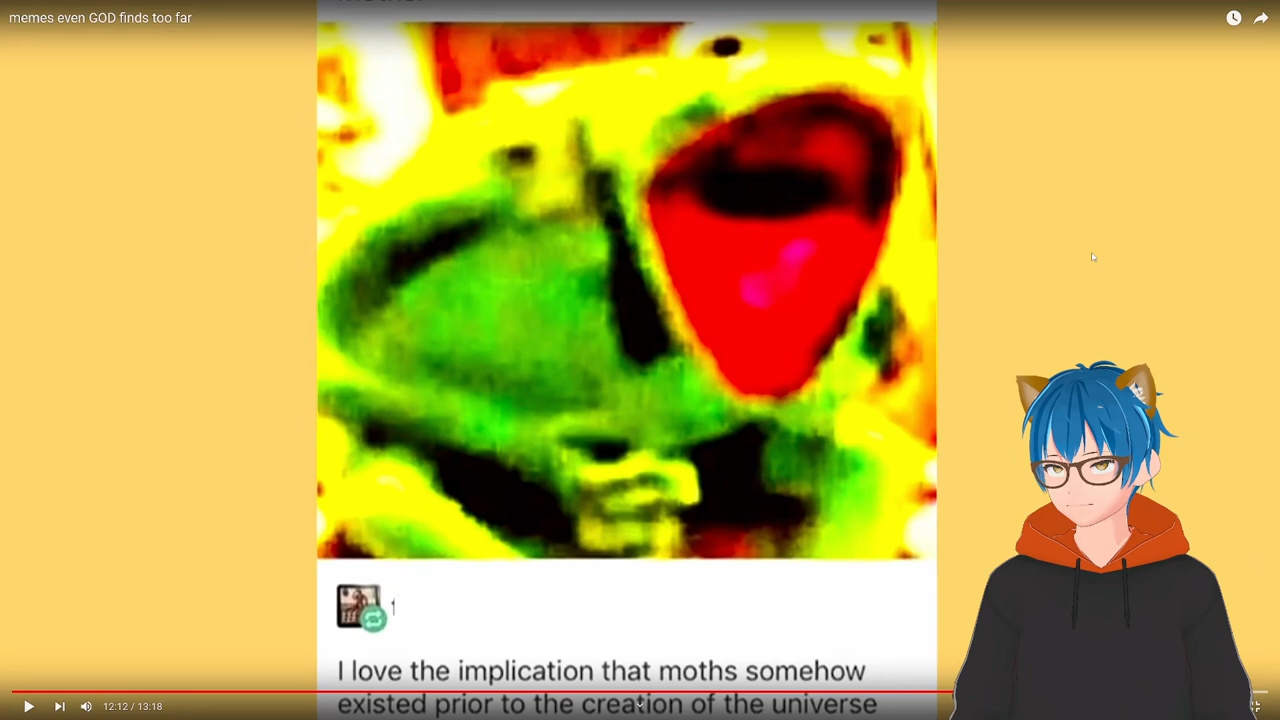 memes even GOD finds too far
I love the implication that moths somehow
existed prior to the creation of the universe
12:12 / 13:18